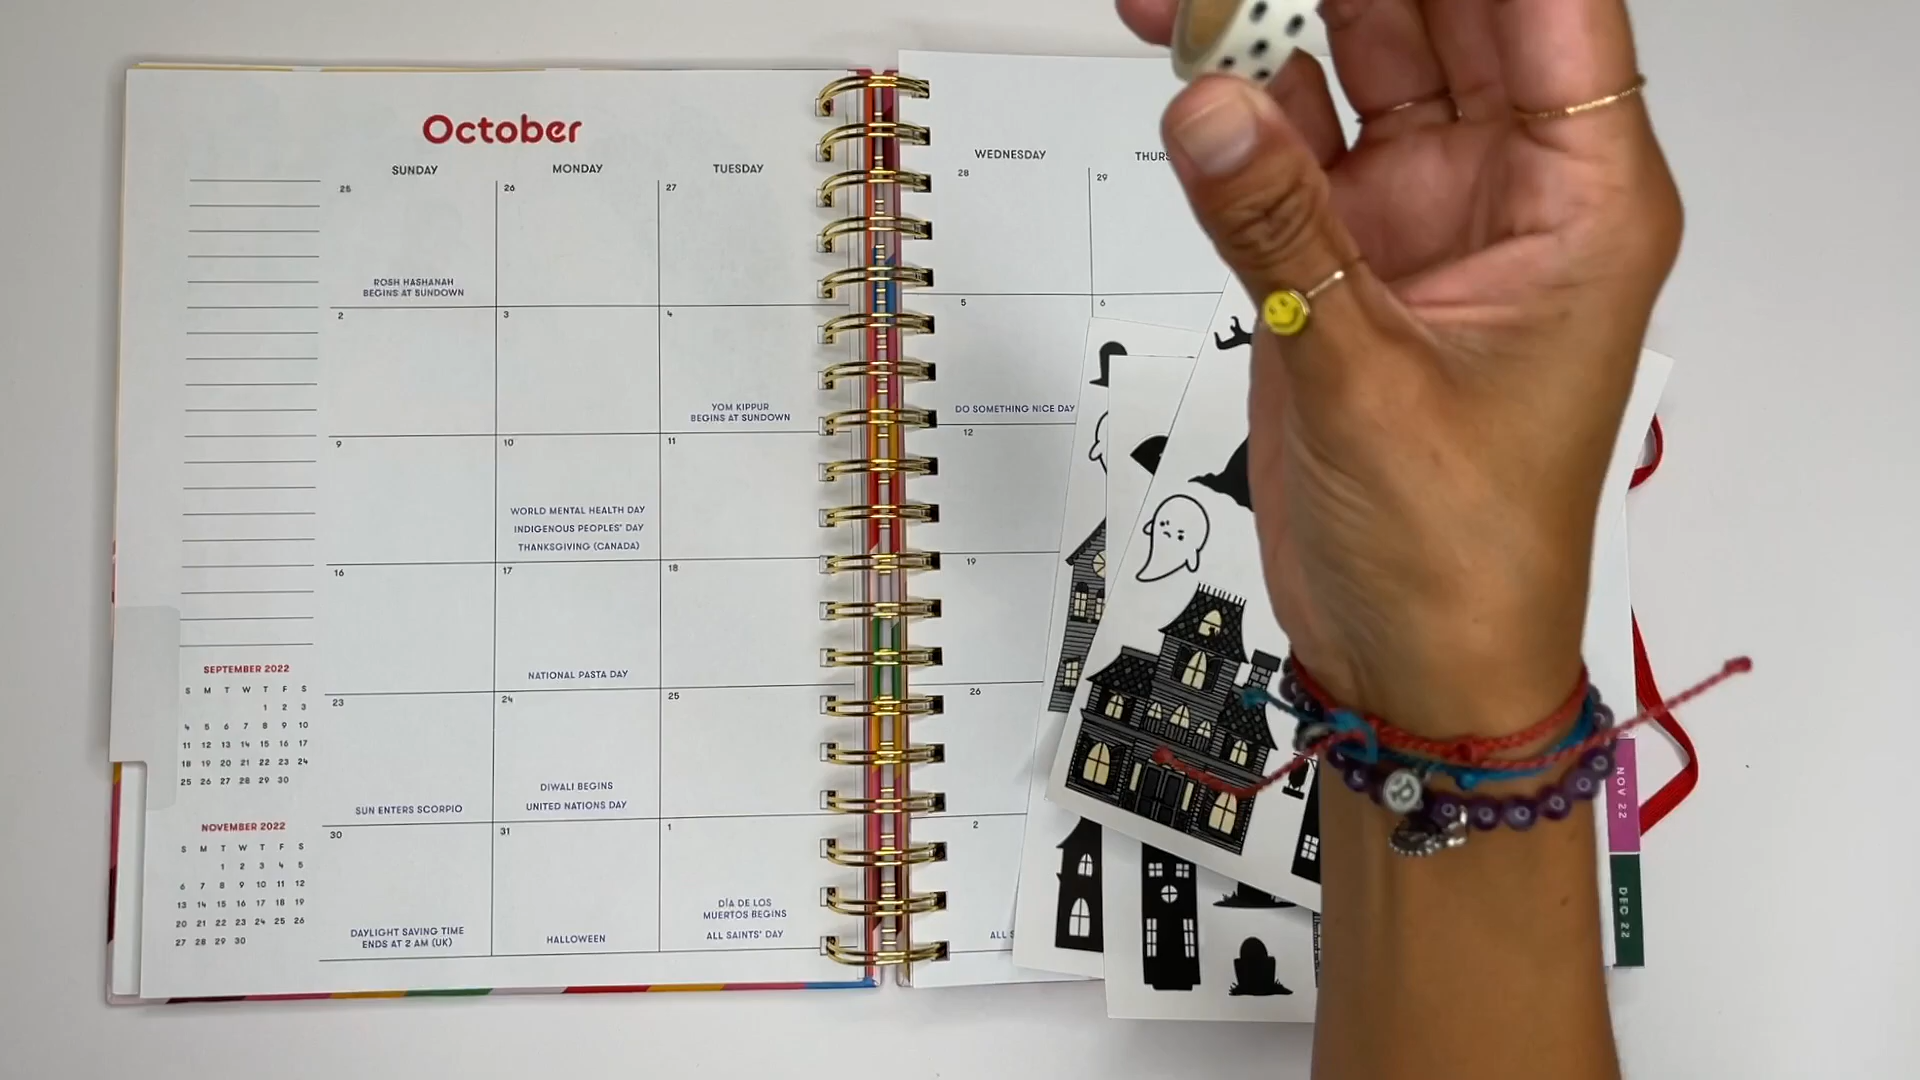 October
SUNDAY MONDAY TUESDAY
WEDNESDAY THURS
25 26 27
28 29
ROSH HASHANAH
BEGINS AT SUNDOWN
2 3 4
5 6
YOM KIPPUR
BEGINS AT SUNDOWN
DO SOMETHING NICE DAY
9 10 11
12
WORLD MENTAL HEALTH DAY
INDIGENOUS PEOPLES' DAY
THANKSGIVING (CANADA)
16 17 18
19
NATIONAL PASTA DAY
23 24 25
26
SUN ENTERS SCORPIO
DIWALI BEGINS
UNITED NATIONS DAY
30 31 1
2
DAYLIGHT SAVING TIME
ENDS AT 2 AM (UK)
HALLOWEEN
DÍA DE LOS
MUERTOS BEGINS
ALL SAINTS' DAY
ALL S
SEPTEMBER 2022
S M T W T F S
1 2 3
4 5 6 7 8 9 10
11 12 13 14 15 16 17
18 19 20 21 22 23 24
25 26 27 28 29 30
NOVEMBER 2022
S M T W T F S
1 2 3 4 5
6 7 8 9 10 11 12
13 14 15 16 17 18 19
20 21 22 23 24 25 26
27 28 29 30
NOV 22
DEC 22